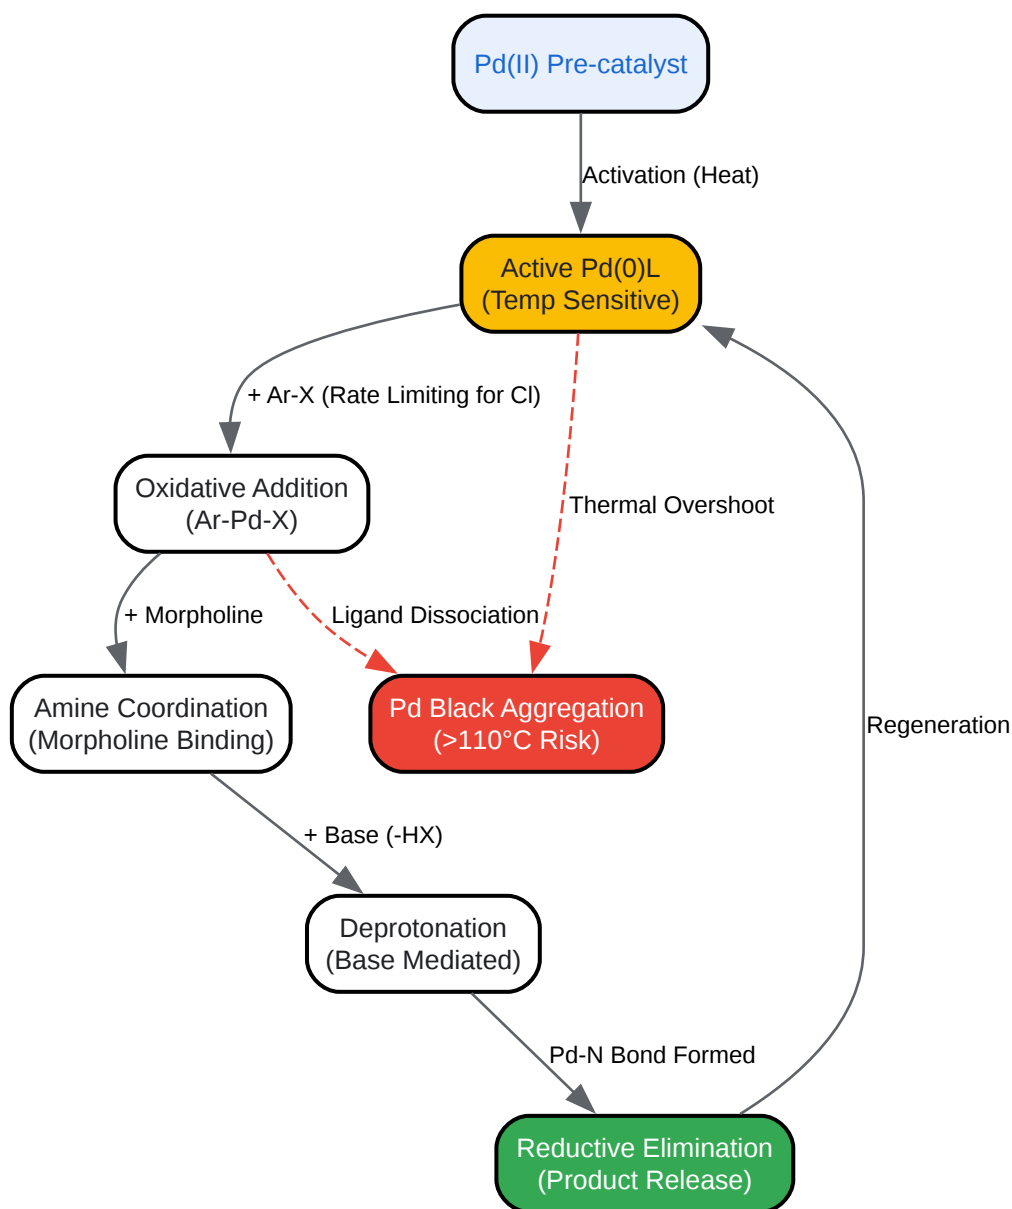 Pd(II) Pre-catalyst
Activation (Heat)
Active Pd(0)L
(Temp Sensitive)
+ Ar-X (Rate Limiting for Cl)
Oxidative Addition
(Ar-Pd-X)
Thermal Overshoot
+ Morpholine
Ligand Dissociation
Amine Coordination
(Morpholine Binding)
Pd Black Aggregation
(>110°C Risk)
Regeneration
+ Base (-HX)
Deprotonation
(Base Mediated)
Pd-N Bond Formed
Reductive Elimination
(Product Release)